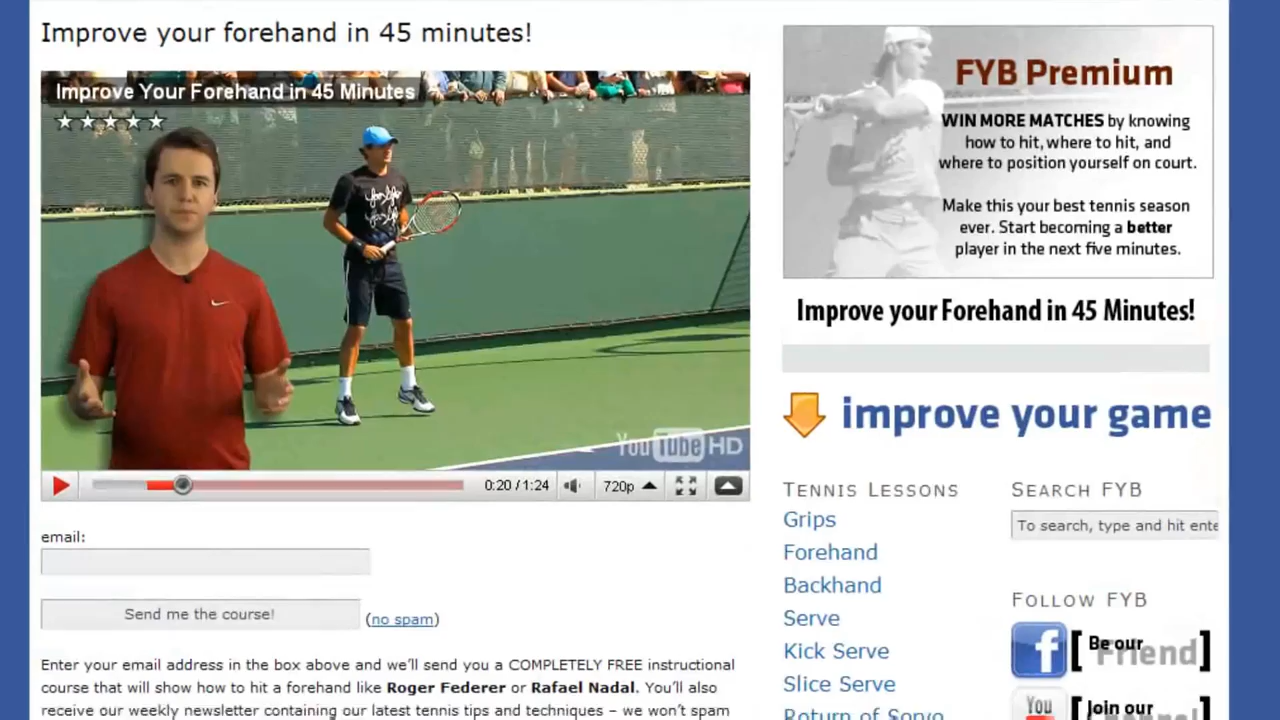 Improve your forehand in 45 minutes!
Improve Your Forehand in 45 Minutes
YouTube HD
0:20 / 1:24
720p
email:
Send me the course!
(no spam)
Enter your email address in the box above and we'll send you a COMPLETELY FREE instructional
course that will show how to hit a forehand like Roger Federer or Rafael Nadal. You'll also
receive our weekly newsletter containing our latest tennis tips and techniques – we won't spam
FYB Premium
WIN MORE MATCHES by knowing
how to hit, where to hit, and
where to position yourself on court.
Make this your best tennis season
ever. Start becoming a better
player in the next five minutes.
Improve your Forehand in 45 Minutes!
improve your game
TENNIS LESSONS
Grips
Forehand
Backhand
Serve
Kick Serve
Slice Serve
Return of Serve
SEARCH FYB
To search, type and hit ente
FOLLOW FYB
f
[Be our Friend]
You
Join our